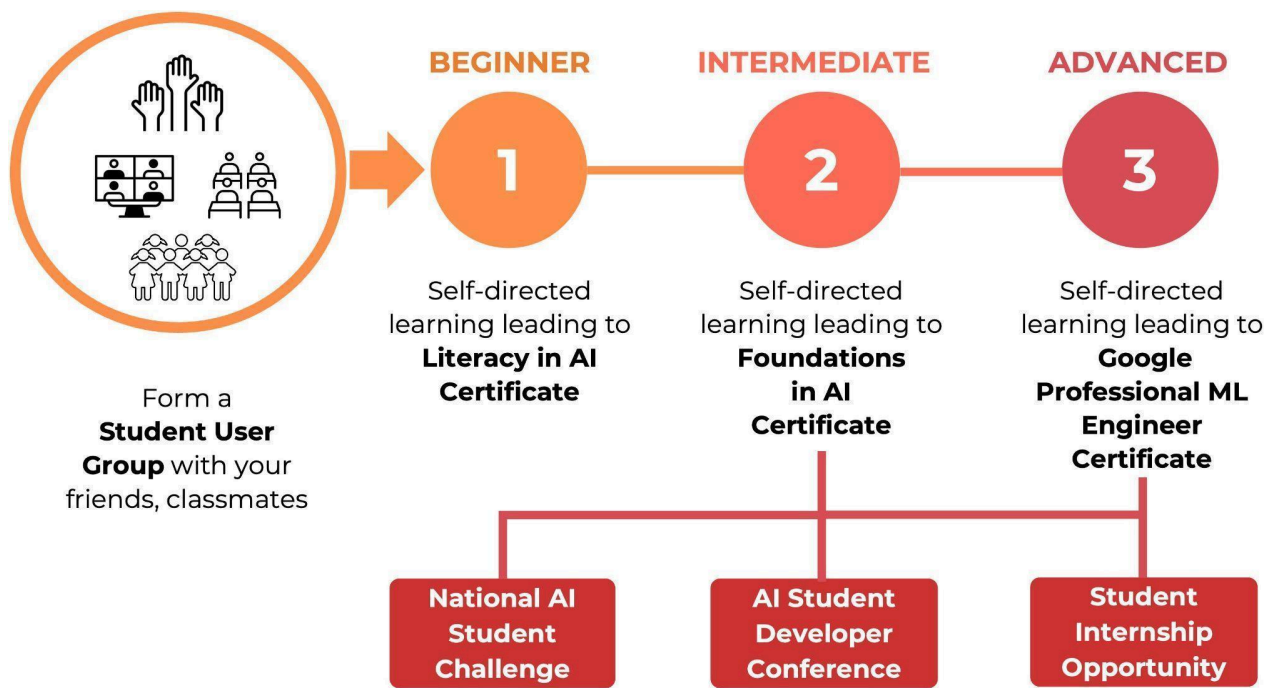 Form a
Student User
Group with your
friends, classmates
BEGINNER
1
Self-directed
learning leading to
Literacy in AI
Certificate
INTERMEDIATE
2
Self-directed
learning leading to
Foundations
in AI
Certificate
ADVANCED
3
Self-directed
learning leading to
Google
Professional ML
Engineer
Certificate
National AI
Student
Challenge
AI Student
Developer
Conference
Student
Internship
Opportunity